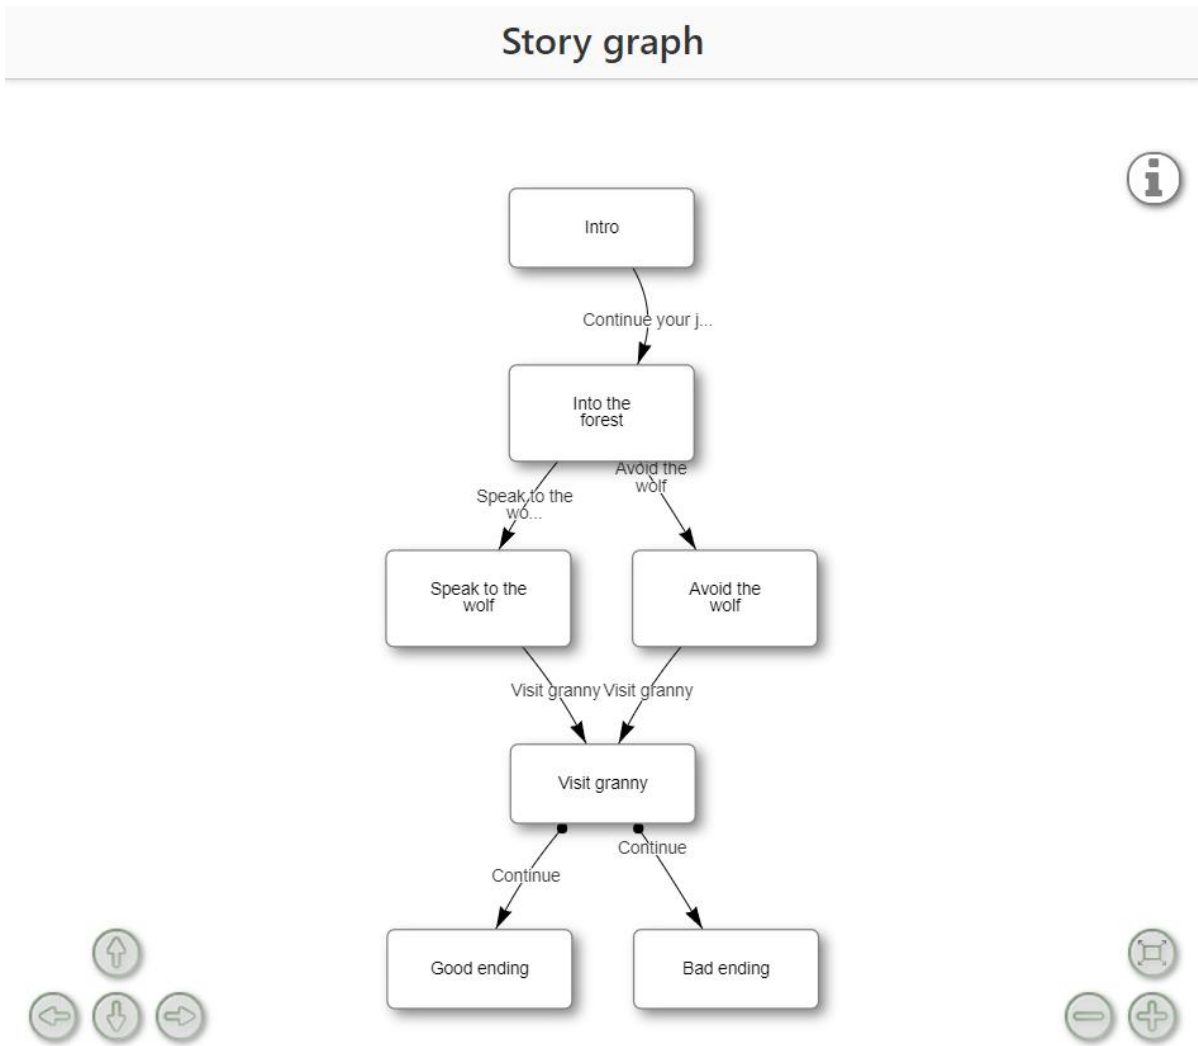 Story graph
Intro
Continue your j...
Into the
forest
Speak to the
wo...
Avoid the
wolf
Speak to the
wolf
Avoid the
wolf
Visit granny
Visit granny
Visit granny
Continue
Continue
Good ending
Bad ending